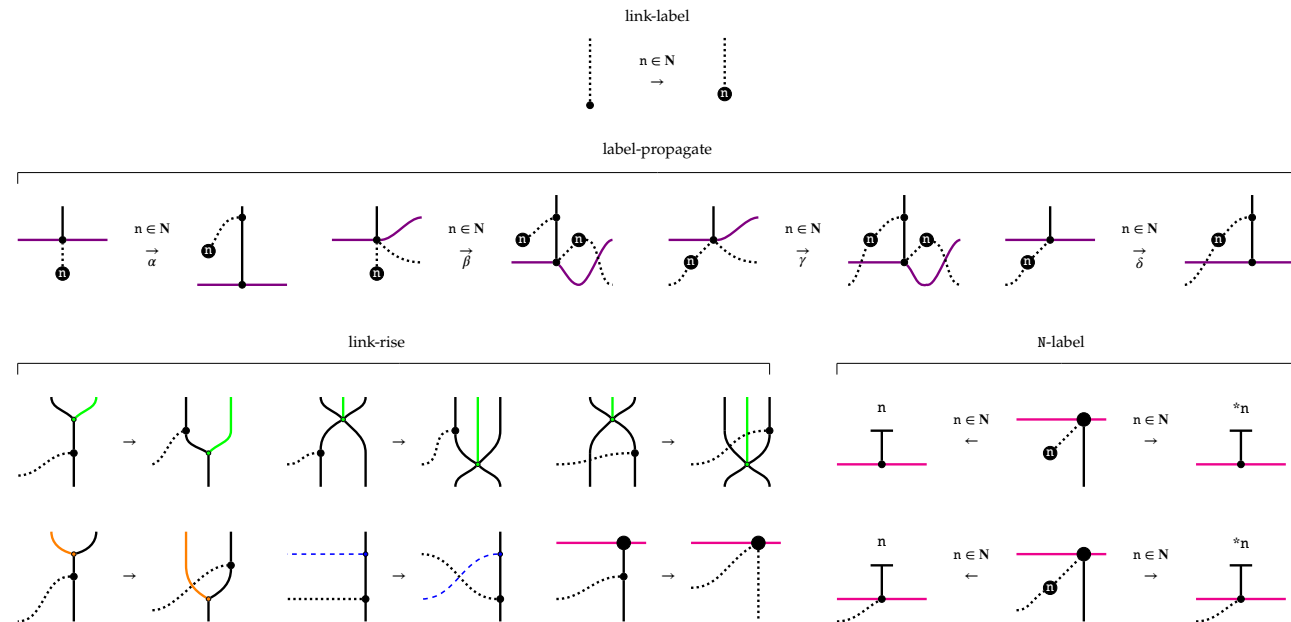 link-label
n ∈ N
→
n
label-propagate
n ∈ N n ∈ N n ∈ N n ∈ N
→ → → →
α β γ δ
n n n n n n n n n
link-rise N-label
n *n
n ∈ N n ∈ N
→ → → ← →
n
n *n
n ∈ N n ∈ N
→ → → ← →
n